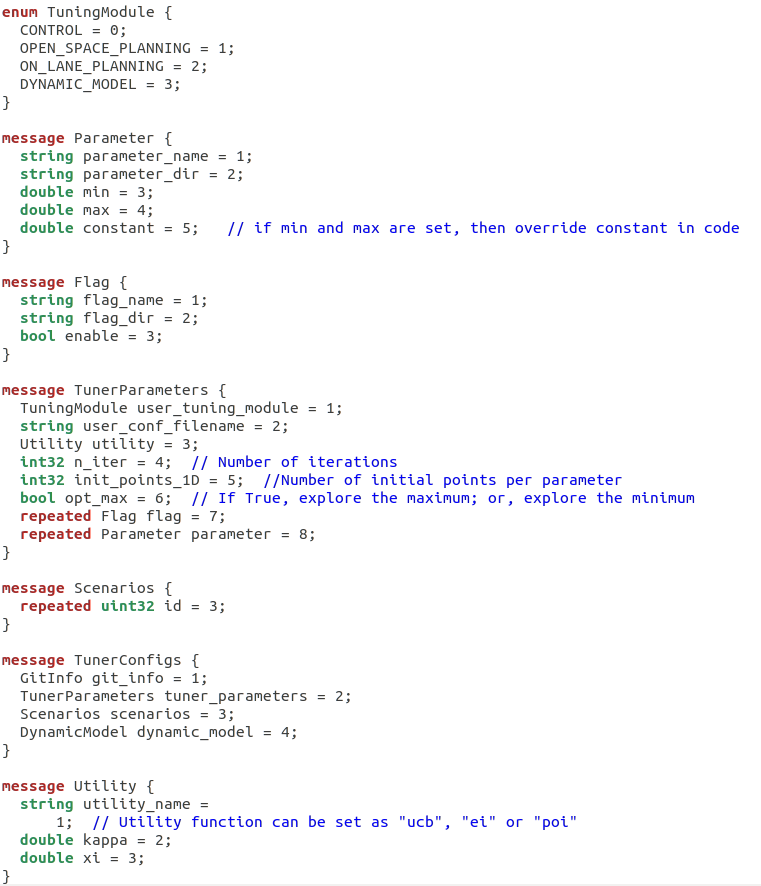 enum TuningModule {
  CONTROL = 0;
  OPEN_SPACE_PLANNING = 1;
  ON_LANE_PLANNING = 2;
  DYNAMIC_MODEL = 3;
}

message Parameter {
  string parameter_name = 1;
  string parameter_dir = 2;
  double min = 3;
  double max = 4;
  double constant = 5;   // if min and max are set, then override constant in code
}

message Flag {
  string flag_name = 1;
  string flag_dir = 2;
  bool enable = 3;
}

message TunerParameters {
  TuningModule user_tuning_module = 1;
  string user_conf_filename = 2;
  Utility utility = 3;
  int32 n_iter = 4;  // Number of iterations
  int32 init_points_1D = 5;  //Number of initial points per parameter
  bool opt_max = 6;  // If True, explore the maximum; or, explore the minimum
  repeated Flag flag = 7;
  repeated Parameter parameter = 8;
}

message Scenarios {
  repeated uint32 id = 3;
}

message TunerConfigs {
  GitInfo git_info = 1;
  TunerParameters tuner_parameters = 2;
  Scenarios scenarios = 3;
  DynamicModel dynamic_model = 4;
}

message Utility {
  string utility_name =
      1;  // Utility function can be set as "ucb", "ei" or "poi"
  double kappa = 2;
  double xi = 3;
}